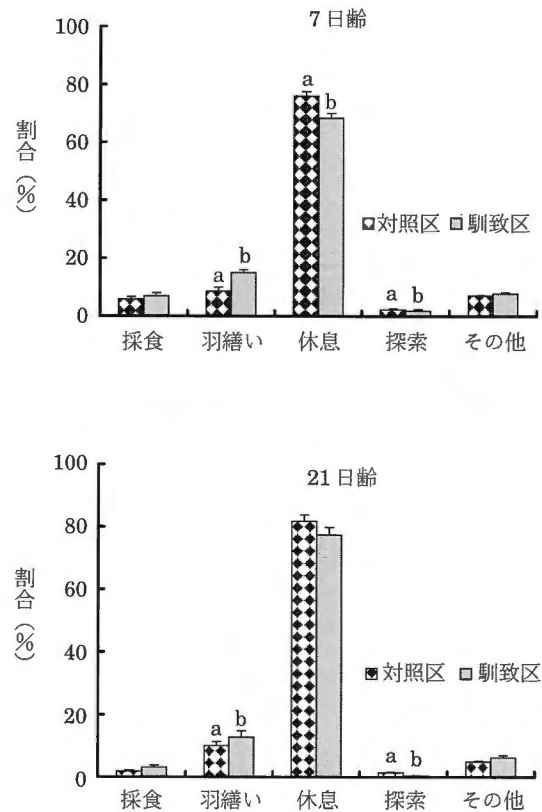 7日齢
100
80
60
40
20
0
割合(%)
a
b
a
b
a
b
対照区 馴致区
採食 羽繕い 休息 探索 その他
21日齢
100
80
60
40
20
0
割合(%)
a
b
a
b
対照区 馴致区
採食 羽繕い 休息 探索 その他